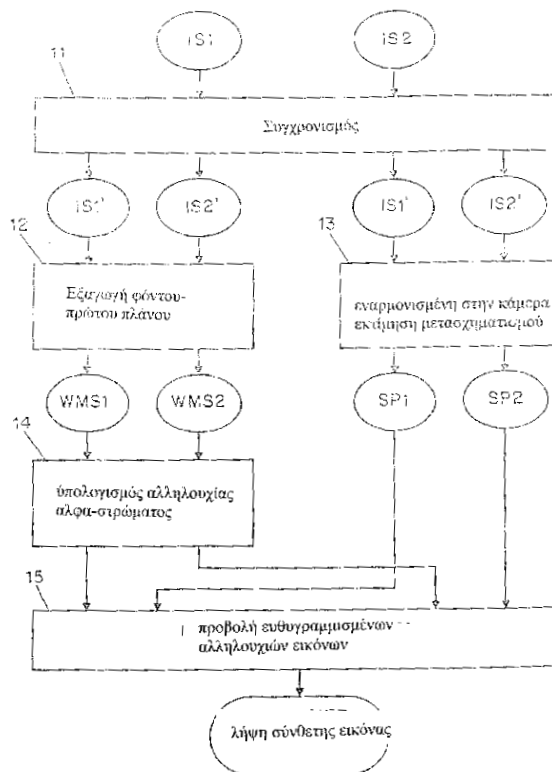 IS1
IS2
11
Συγχρονισμός
IS1'
IS2'
IS1'
IS2'
12
13
Εξαγωγή φόντου-
πρώτου πλάνου
εναρμονισμένη στην κάμερα
εκτίμηση μετασχηματισμού
WMS1
WMS2
SP1
SP2
14
ύπολογισμός αλληλουχίας
αλφα-στρώματος
15
προβολή ευθυγραμμισμένων
αλληλουχιών εικόνων
λήψη σύνθετης εικόνας